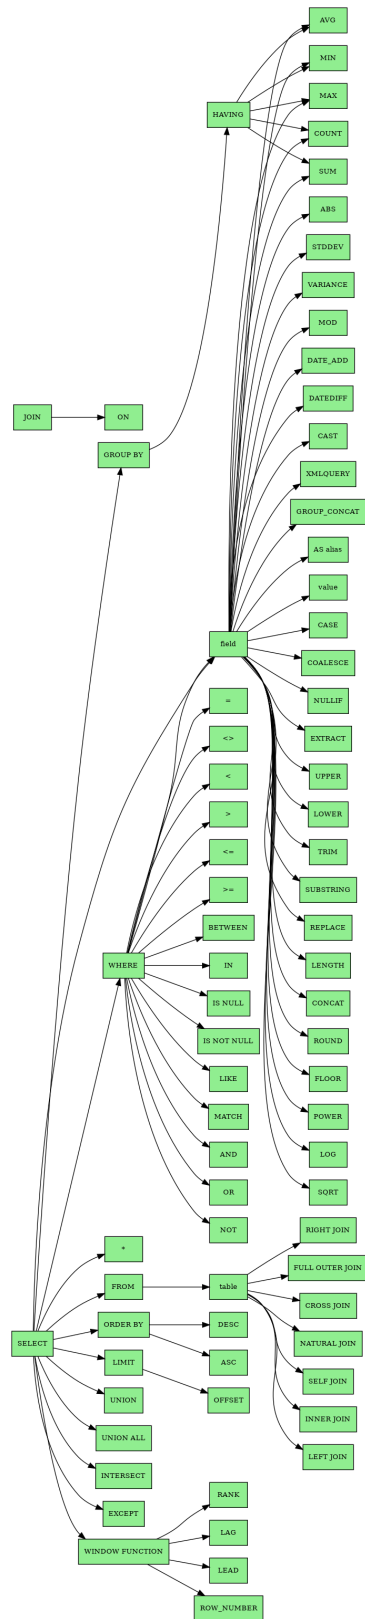 AVG
MIN
MAX
HAVING
COUNT
SUM
ABS
STDDEV
VARIANCE
MOD
DATE_ADD
DATEDIFF
JOIN
ON
CAST
GROUP BY
XMLQUERY
GROUP_CONCAT
AS alias
value
CASE
field
COALESCE
NULLIF
=
EXTRACT
<>
UPPER
<
LOWER
>
TRIM
<=
SUBSTRING
>=
REPLACE
BETWEEN
WHERE
IN
LENGTH
IS NULL
CONCAT
IS NOT NULL
ROUND
LIKE
FLOOR
MATCH
POWER
AND
LOG
OR
SQRT
NOT
RIGHT JOIN
*
FULL OUTER JOIN
FROM
table
CROSS JOIN
ORDER BY
DESC
SELECT
NATURAL JOIN
LIMIT
ASC
SELF JOIN
UNION
OFFSET
INNER JOIN
UNION ALL
LEFT JOIN
INTERSECT
RANK
EXCEPT
LAG
WINDOW FUNCTION
LEAD
ROW_NUMBER